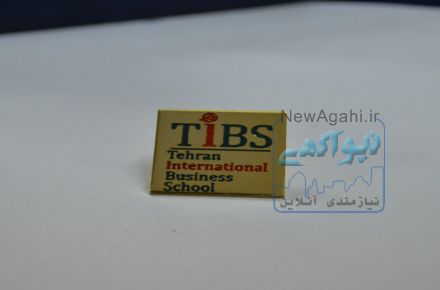 TiBS
Tehran
International
Business
School
NewAgahi.ir
نیوآگهی
نیازمندی آنلاین